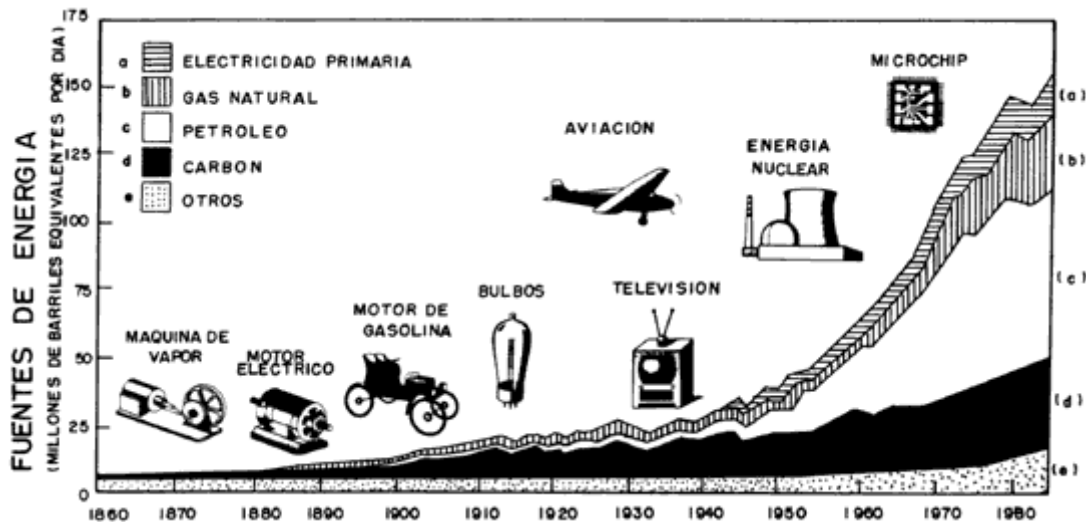 FUENTES DE ENERGIA
(MILLONES DE BARRILES EQUIVALENTES POR DIA)
175
150
125
100
75
50
25
0
a ELECTRICIDAD PRIMARIA
b GAS NATURAL
c PETROLEO
d CARBON
e OTROS
MAQUINA DE
VAPOR
MOTOR
ELECTRICO
MOTOR DE
GASOLINA
BULBOS
AVIACION
TELEVISION
ENERGIA
NUCLEAR
MICROCHIP
(a)
(b)
(c)
(d)
(e)
1860 1870 1880 1890 1900 1910 1920 1930 1940 1950 1960 1970 1980